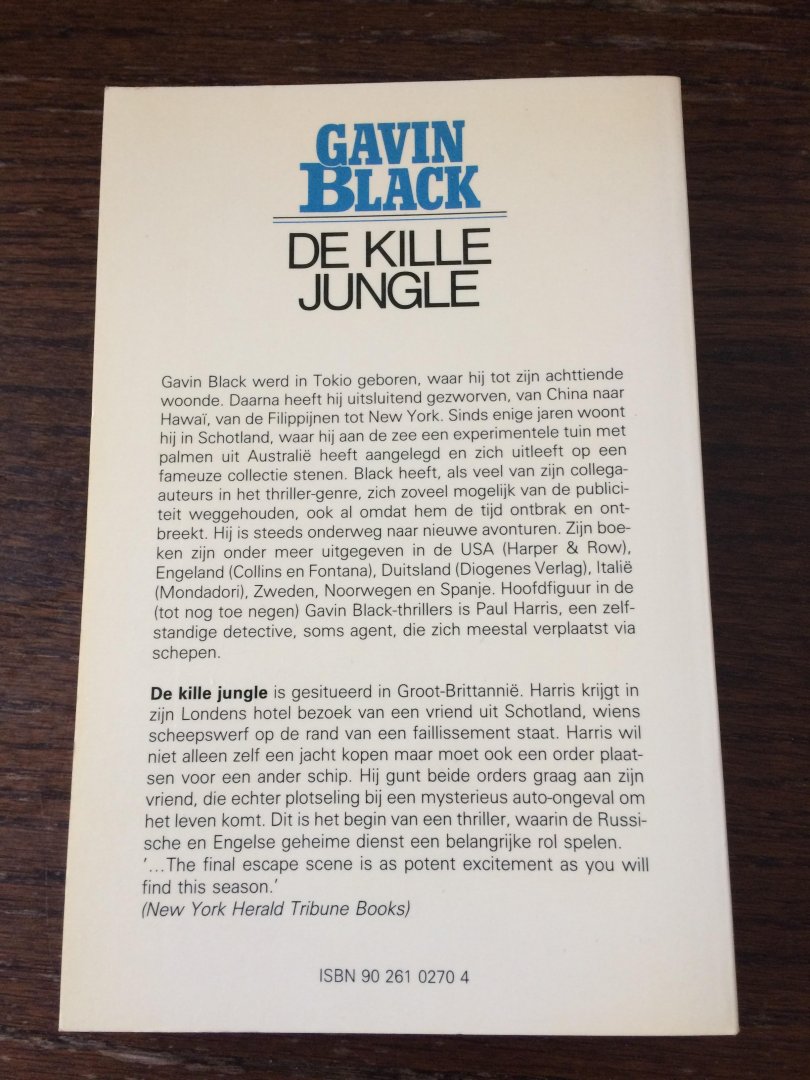 GAVIN
BLACK
DE KILLE
JUNGLE
Gavin Black werd in Tokio geboren, waar hij tot zijn achttiende
woonde. Daarna heeft hij uitsluitend gezworven, van China naar
Hawaï, van de Filippijnen tot New York. Sinds enige jaren woont
hij in Schotland, waar hij aan de zee een experimentele tuin met
palmen uit Australië heeft aangelegd en zich uitleeft op een
fameuze collectie stenen. Black heeft, als veel van zijn collega-
auteurs in het thriller-genre, zich zoveel mogelijk van de publici-
teit weggehouden, ook al omdat hem de tijd ontbrak en ont-
breekt. Hij is steeds onderweg naar nieuwe avonturen. Zijn boe-
ken zijn onder meer uitgegeven in de USA (Harper & Row),
Engeland (Collins en Fontana), Duitsland (Diogenes Verlag), Italië
(Mondadori), Zweden, Noorwegen en Spanje. Hoofdfiguur in de
(tot nog toe negen) Gavin Black-thrillers is Paul Harris, een zelf-
standige detective, soms agent, die zich meestal verplaatst via
schepen.
De kille jungle is gesitueerd in Groot-Brittannië. Harris krijgt in
zijn Londens hotel bezoek van een vriend uit Schotland, wiens
scheepswerf op de rand van een faillissement staat. Harris wil
niet alleen zelf een jacht kopen maar moet ook een order plaat-
sen voor een ander schip. Hij gunt beide orders graag aan zijn
vriend, die echter plotseling bij een mysterieus auto-ongeval om
het leven komt. Dit is het begin van een thriller, waarin de Russi-
sche en Engelse geheime dienst een belangrijke rol spelen.
'...The final escape scene is as potent excitement as you will
find this season.'
(New York Herald Tribune Books)
ISBN 90 261 0270 4